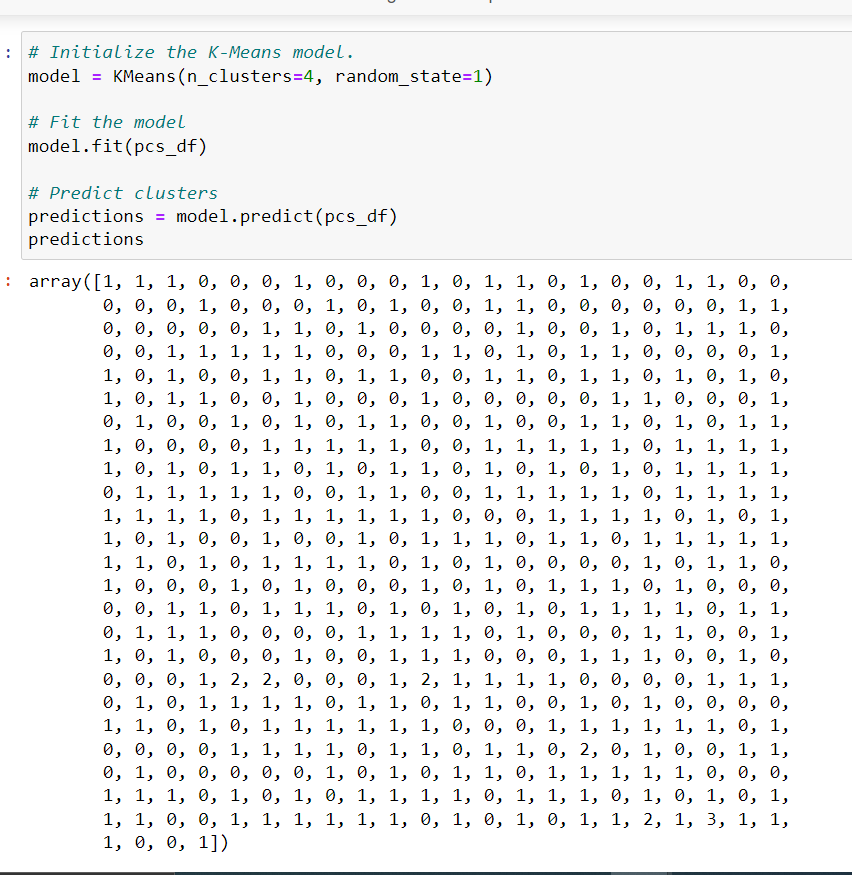 : # Initialize the K-Means model.
model = KMeans(n_clusters=4, random_state=1)
# Fit the model
model.fit(pcs_df)
# Predict clusters
predictions = model.predict(pcs_df)
predictions
: array([1, 1, 1, 0, 0, 0, 1, 0, 0, 0, 1, 0, 1, 1, 0, 1, 0, 0, 1, 1, 0, 0,
0, 0, 0, 1, 0, 0, 0, 1, 0, 1, 0, 0, 1, 1, 0, 0, 0, 0, 0, 0, 1, 1,
0, 0, 0, 0, 0, 1, 1, 0, 1, 0, 0, 0, 0, 1, 0, 0, 1, 0, 1, 1, 1, 0,
0, 0, 1, 1, 1, 1, 1, 0, 0, 0, 1, 1, 0, 1, 0, 1, 1, 0, 0, 0, 0, 1,
1, 0, 1, 0, 0, 1, 1, 0, 1, 1, 0, 0, 1, 1, 0, 1, 1, 0, 1, 0, 1, 0,
1, 0, 1, 1, 0, 0, 1, 0, 0, 0, 1, 0, 0, 0, 0, 0, 1, 1, 0, 0, 0, 1,
0, 1, 0, 0, 1, 0, 1, 0, 1, 1, 0, 0, 1, 0, 0, 1, 1, 0, 1, 0, 1, 1,
1, 0, 0, 0, 0, 1, 1, 1, 1, 1, 0, 0, 1, 1, 1, 1, 1, 0, 1, 1, 1, 1,
1, 0, 1, 0, 1, 1, 0, 1, 0, 1, 1, 0, 1, 0, 1, 0, 1, 0, 1, 1, 1, 1,
0, 1, 1, 1, 1, 1, 0, 0, 1, 1, 0, 0, 1, 1, 1, 1, 1, 0, 1, 1, 1, 1,
1, 1, 1, 1, 0, 1, 1, 1, 1, 1, 1, 0, 0, 0, 1, 1, 1, 1, 0, 1, 0, 1,
1, 0, 1, 0, 0, 1, 0, 0, 1, 0, 1, 1, 1, 0, 1, 1, 0, 1, 1, 1, 1, 1,
1, 1, 0, 1, 0, 1, 1, 1, 1, 0, 1, 0, 1, 0, 0, 0, 0, 1, 0, 1, 1, 0,
1, 0, 0, 0, 1, 0, 1, 0, 0, 0, 1, 0, 1, 0, 1, 1, 1, 0, 1, 0, 0, 0,
0, 0, 1, 1, 0, 1, 1, 1, 0, 1, 0, 1, 0, 1, 0, 1, 1, 1, 1, 0, 1, 1,
0, 1, 1, 1, 0, 0, 0, 0, 1, 1, 1, 1, 0, 1, 0, 0, 0, 1, 1, 0, 0, 1,
1, 0, 1, 0, 0, 0, 1, 0, 0, 1, 1, 1, 0, 0, 0, 1, 1, 1, 0, 0, 1, 0,
0, 0, 0, 1, 2, 2, 0, 0, 0, 1, 2, 1, 1, 1, 1, 0, 0, 0, 0, 1, 1, 1,
0, 1, 0, 1, 1, 1, 1, 0, 1, 1, 0, 1, 1, 0, 0, 1, 0, 1, 0, 0, 0, 0,
1, 1, 0, 1, 0, 1, 1, 1, 1, 1, 1, 0, 0, 0, 1, 1, 1, 1, 1, 1, 0, 1,
0, 0, 0, 0, 1, 1, 1, 1, 0, 1, 1, 0, 1, 1, 0, 2, 0, 1, 0, 0, 1, 1,
0, 1, 0, 0, 0, 0, 0, 1, 0, 1, 0, 1, 1, 0, 1, 1, 1, 1, 1, 0, 0, 0,
1, 1, 1, 0, 1, 0, 1, 0, 1, 1, 1, 1, 0, 1, 1, 1, 0, 1, 0, 1, 0, 1,
1, 1, 0, 0, 1, 1, 1, 1, 1, 1, 0, 1, 0, 1, 0, 1, 1, 2, 1, 3, 1, 1,
1, 0, 0, 1])